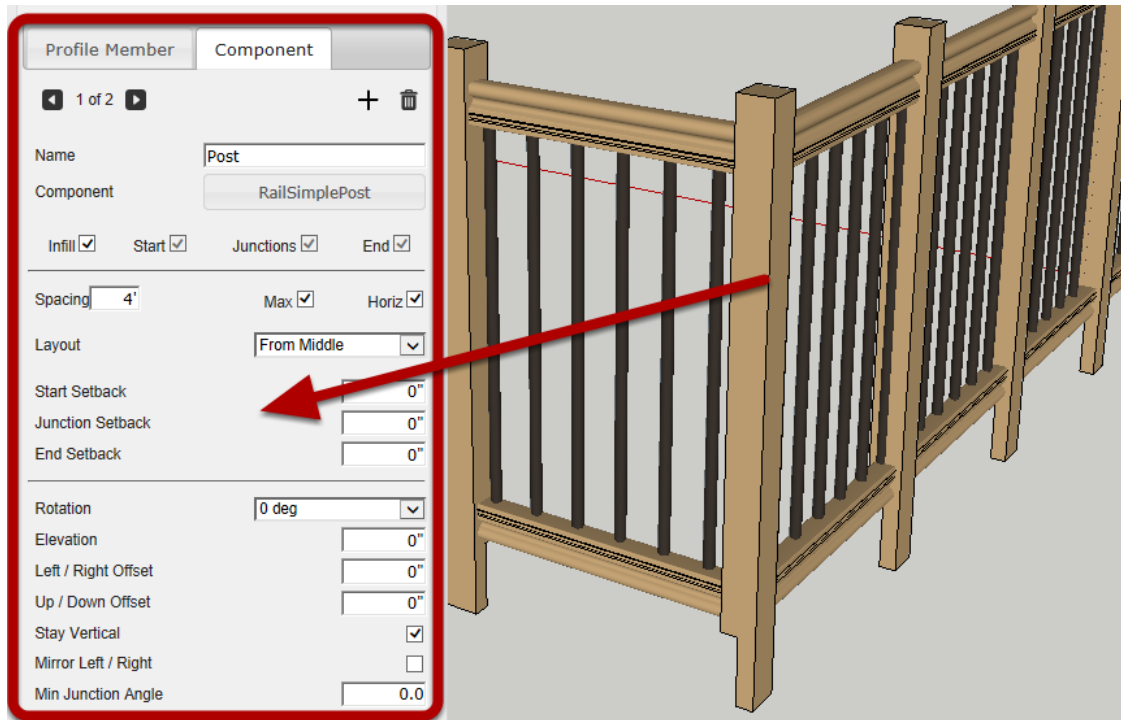 Profile Member Component
1 of 2
Name Post
Component RailSimplePost
Infill Start Junctions End
Spacing 4' Max Horiz
Layout From Middle
Start Setback 0"
Junction Setback 0"
End Setback 0"
Rotation 0 deg
Elevation 0"
Left / Right Offset 0"
Up / Down Offset 0"
Stay Vertical
Mirror Left / Right
Min Junction Angle 0.0